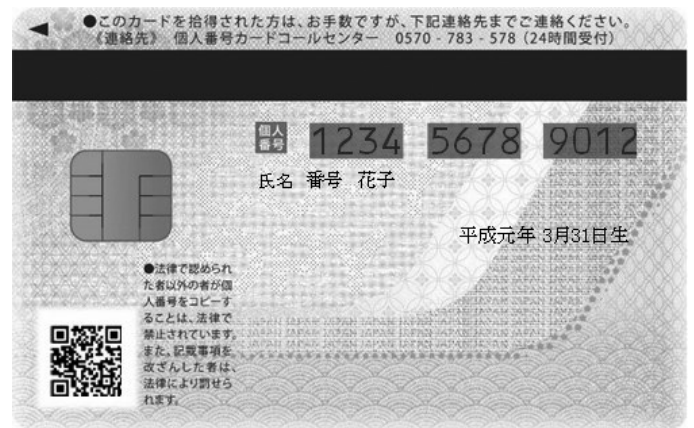 ●このカードを拾得された方は、お手数ですが、下記連絡先までご連絡ください。
《連絡先》 個人番号カードコールセンター 0570 - 783 - 578 (24時間受付)
個人
番号
1234 5678 9012
氏名 番号 花子
平成元年 3月31日生
●法律で認められ
た者以外の者が個
人番号をコピーす
ることは、法律で
禁止されています。
また、記載事項を
改ざんした者は、
法律により罰せら
れます。